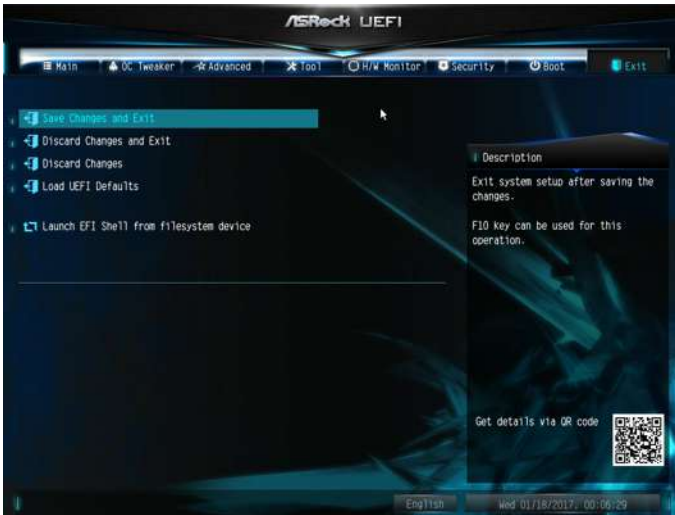 ASRock UEFI
Main OC Tweaker Advanced Tool H/W Monitor Security Boot Exit
Save Changes and Exit
Discard Changes and Exit
Discard Changes
Load UEFI Defaults
Launch EFI Shell from filesystem device
Description
Exit system setup after saving the
changes.
F10 key can be used for this
operation.
Get details via QR code
English Wed 01/18/2017, 00:06:29